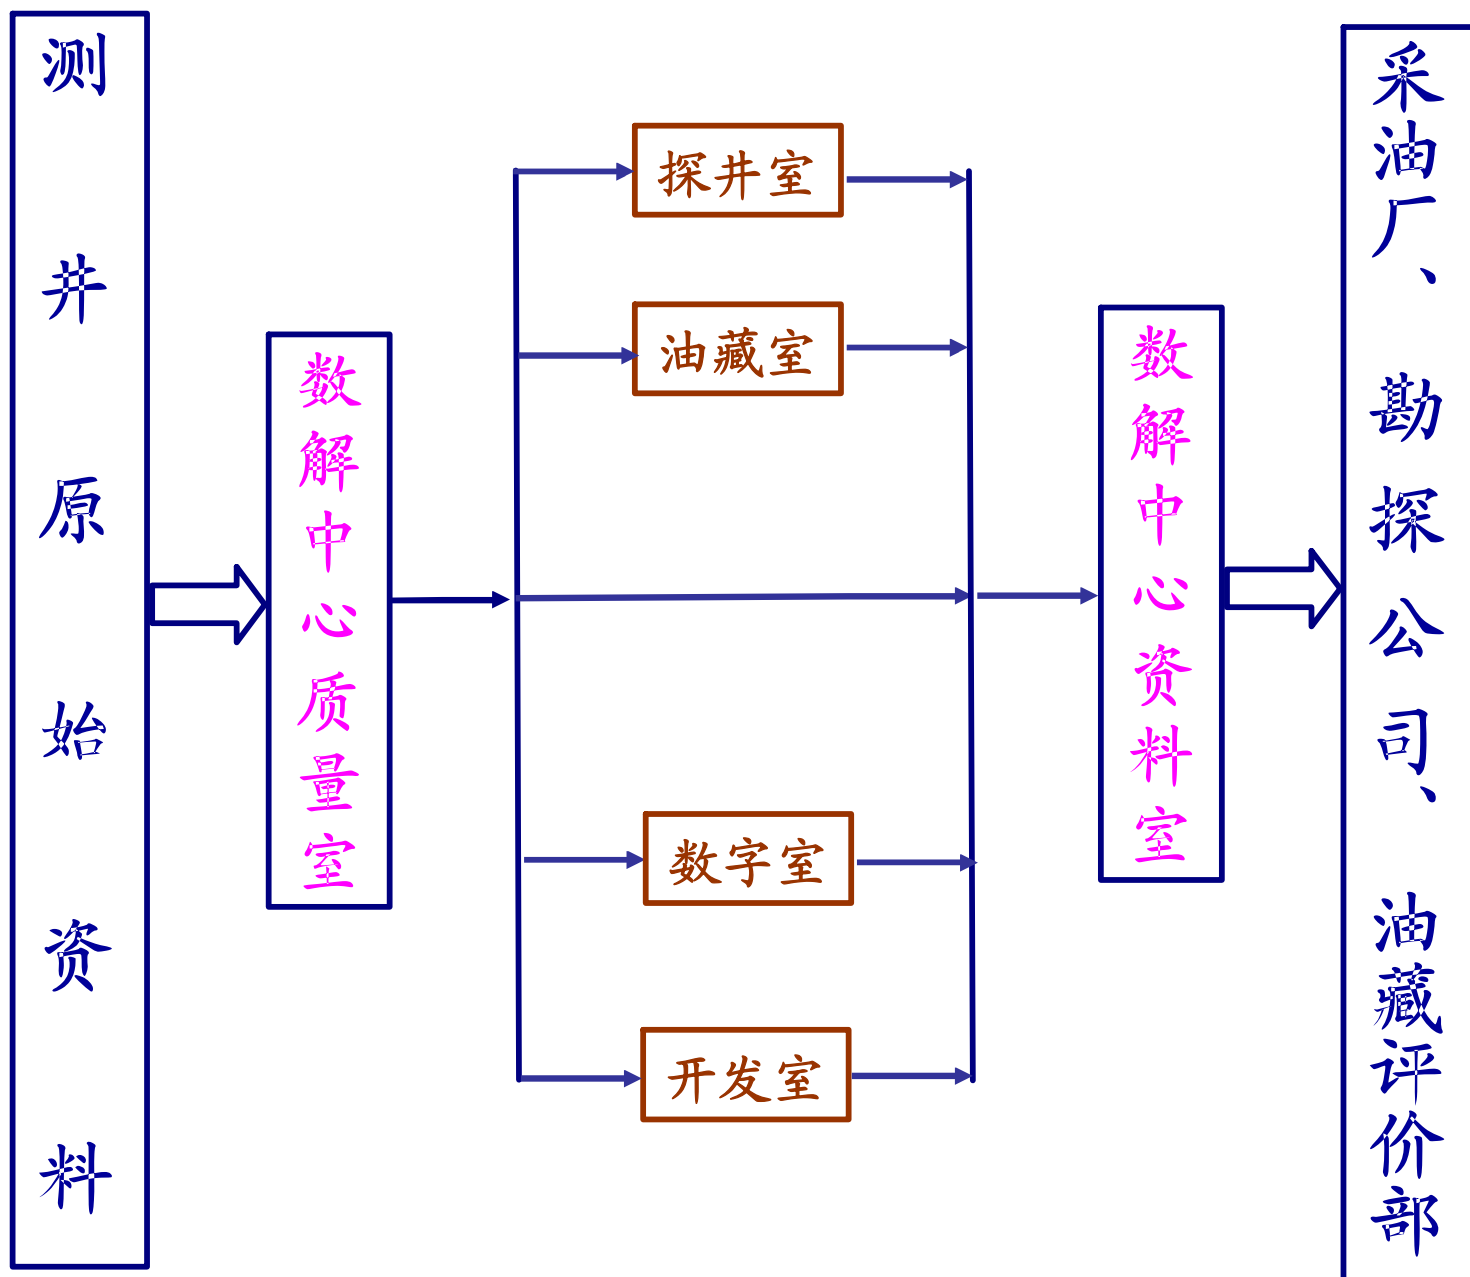 测井原始资料
数解中心质量室
探井室
油藏室
数字室
开发室
数解中心资料室
采油厂、勘探公司、油藏评价部